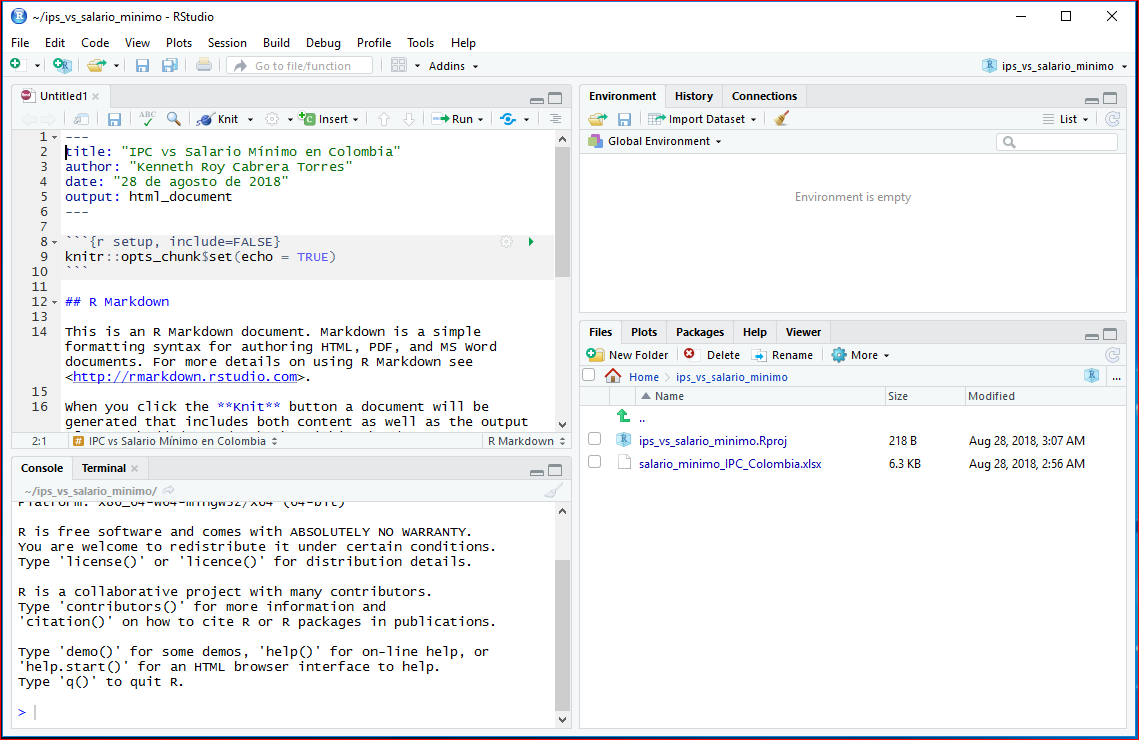 ~/ips_vs_salario_minimo - RStudio
File Edit Code View Plots Session Build Debug Profile Tools Help
Go to file/function Addins ips_vs_salario_minimo
Untitled1
ABC Knit Insert Run
1 ---
2 title: "IPC vs Salario Mínimo en Colombia"
3 author: "Kenneth Roy Cabrera Torres"
4 date: "28 de agosto de 2018"
5 output: html_document
6 ---
7
8 ```{r setup, include=FALSE}
9 knitr::opts_chunk$set(echo = TRUE)
10 ```
11
12 ## R Markdown
13
14 This is an R Markdown document. Markdown is a simple
formatting syntax for authoring HTML, PDF, and MS Word
documents. For more details on using R Markdown see
<http://rmarkdown.rstudio.com>.
15
16 When you click the **Knit** button a document will be
generated that includes both content as well as the output
2:1 # IPC vs Salario Mínimo en Colombia R Markdown
Console Terminal
~/ips_vs_salario_minimo/
Platform: x86_64-w64-mingw32/x64 (64-bit)
R is free software and comes with ABSOLUTELY NO WARRANTY.
You are welcome to redistribute it under certain conditions.
Type 'license()' or 'licence()' for distribution details.
R is a collaborative project with many contributors.
Type 'contributors()' for more information and
'citation()' on how to cite R or R packages in publications.
Type 'demo()' for some demos, 'help()' for on-line help, or
'help.start()' for an HTML browser interface to help.
Type 'q()' to quit R.
>
Environment History Connections
Import Dataset List
Global Environment
Environment is empty
Files Plots Packages Help Viewer
New Folder Delete Rename More
Home ips_vs_salario_minimo ...
Name Size Modified
..
ips_vs_salario_minimo.Rproj 218 B Aug 28, 2018, 3:07 AM
salario_minimo_IPC_Colombia.xlsx 6.3 KB Aug 28, 2018, 2:56 AM